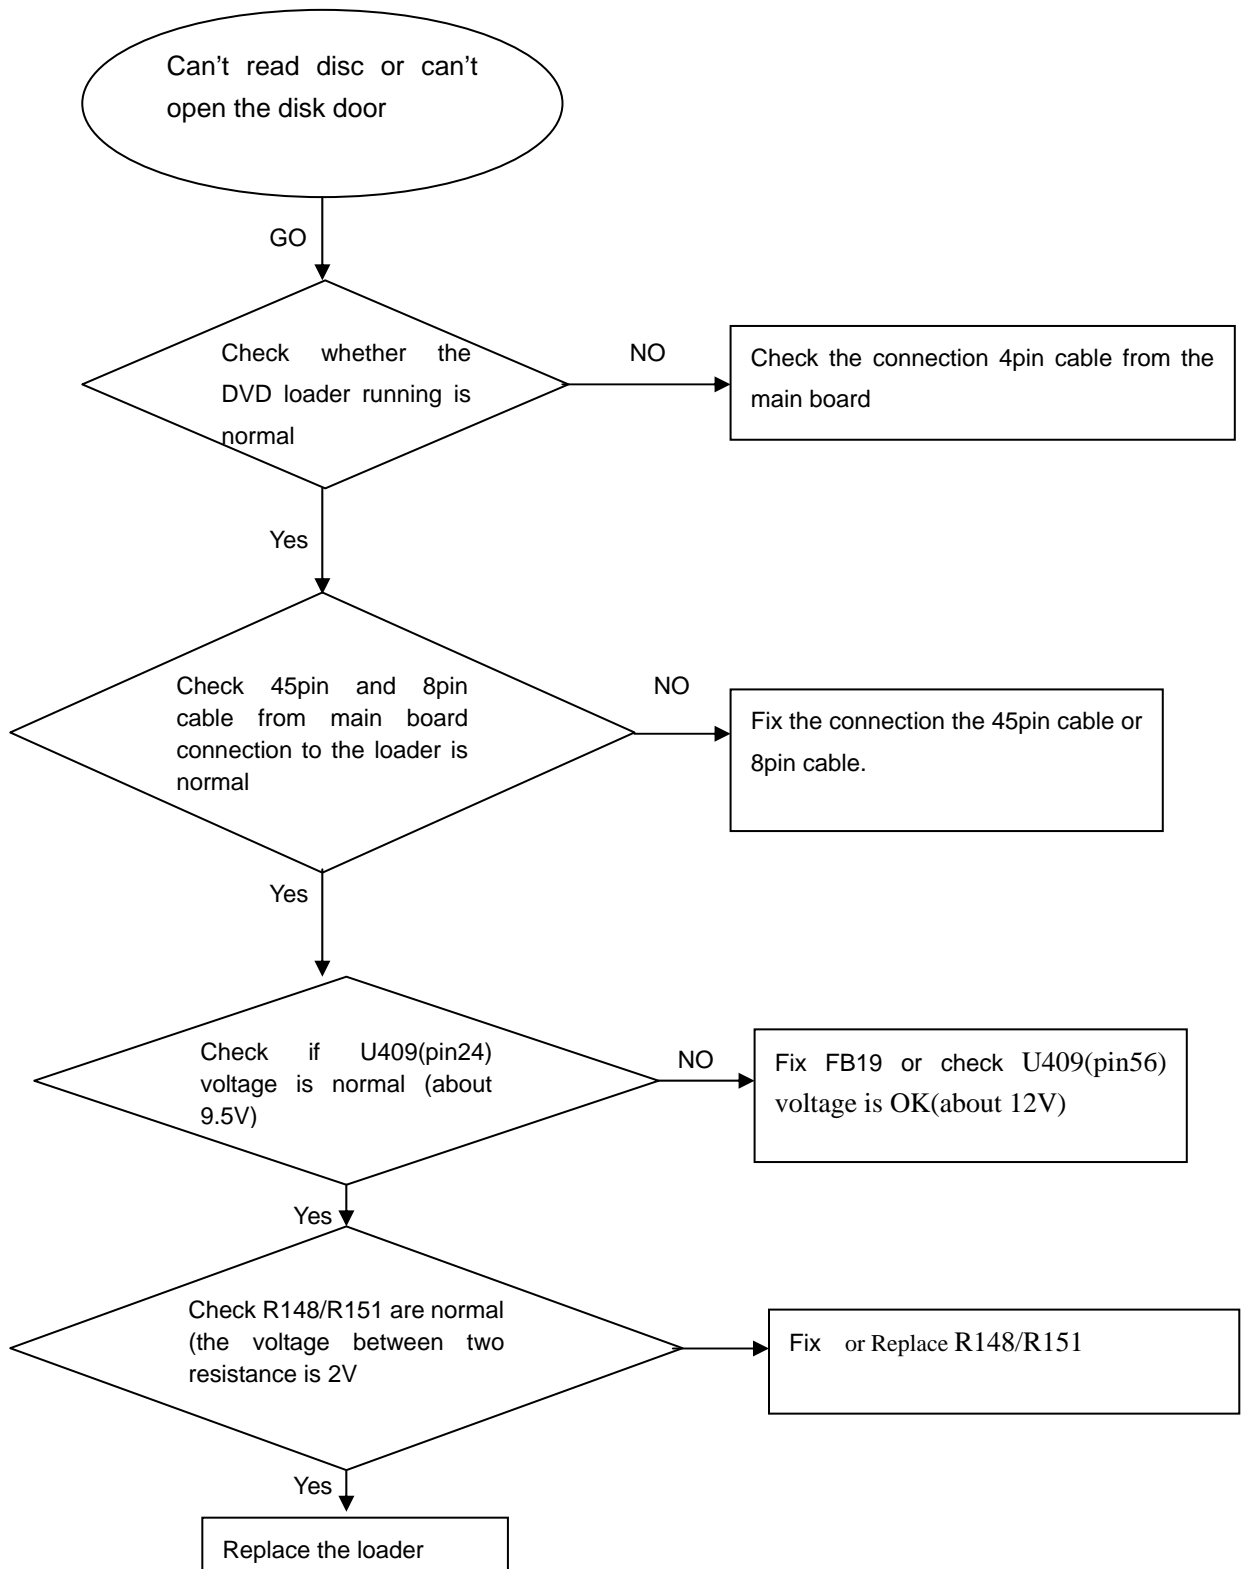 Can't read disc or can't
open the disk door
GO
Check whether the
DVD loader running is
normal
NO
Check the connection 4pin cable from the
main board
Yes
Check 45pin and 8pin
cable from main board
connection to the loader is
normal
NO
Fix the connection the 45pin cable or
8pin cable.
Yes
Check if U409(pin24)
voltage is normal (about
9.5V)
NO
Fix FB19 or check U409(pin56)
voltage is OK(about 12V)
Yes
Check R148/R151 are normal
(the voltage between two
resistance is 2V
Fix or Replace R148/R151
Yes
Replace the loader